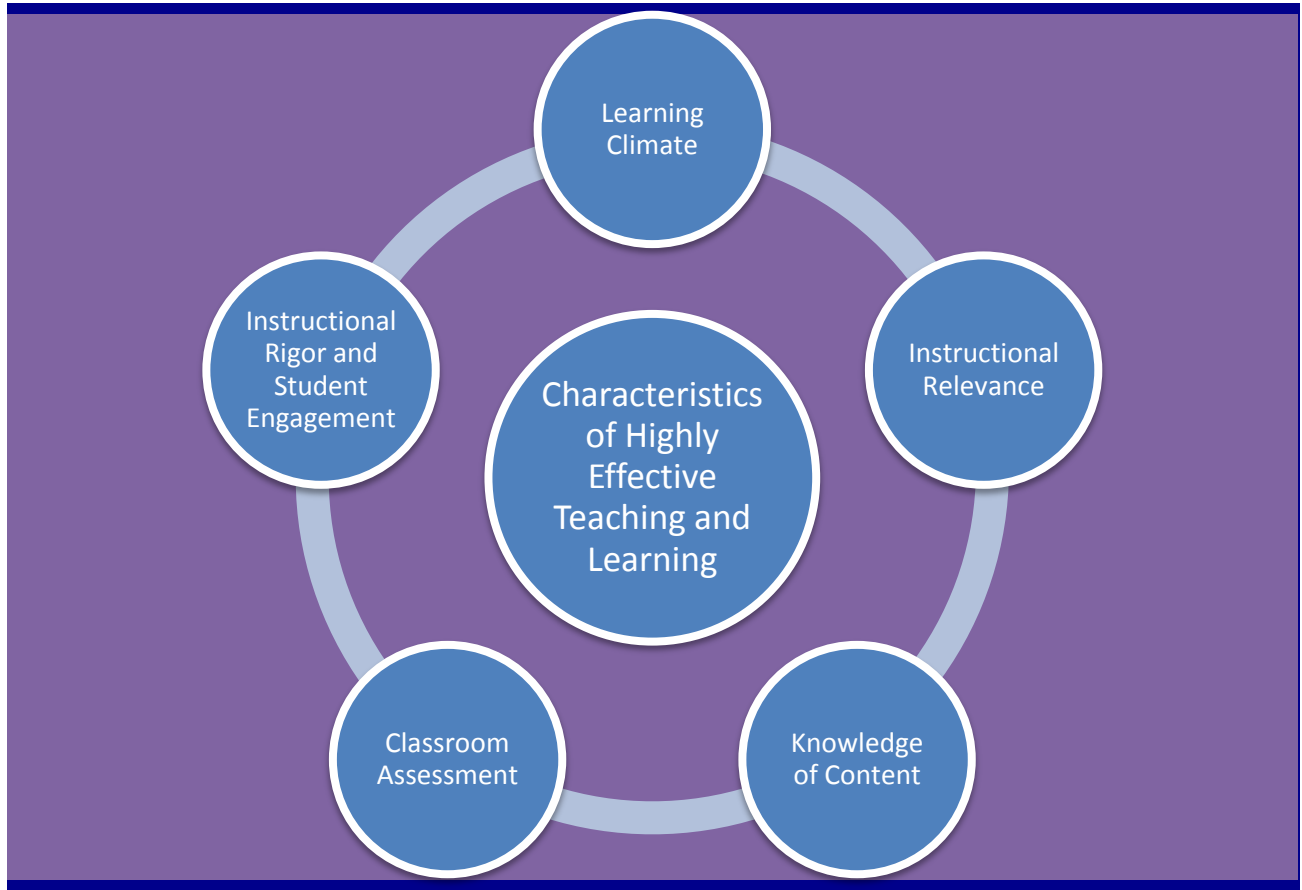 Learning
Climate
Instructional
Relevance
Knowledge
of Content
Classroom
Assessment
Instructional
Rigor and
Student
Engagement
Characteristics
of Highly
Effective
Teaching and
Learning